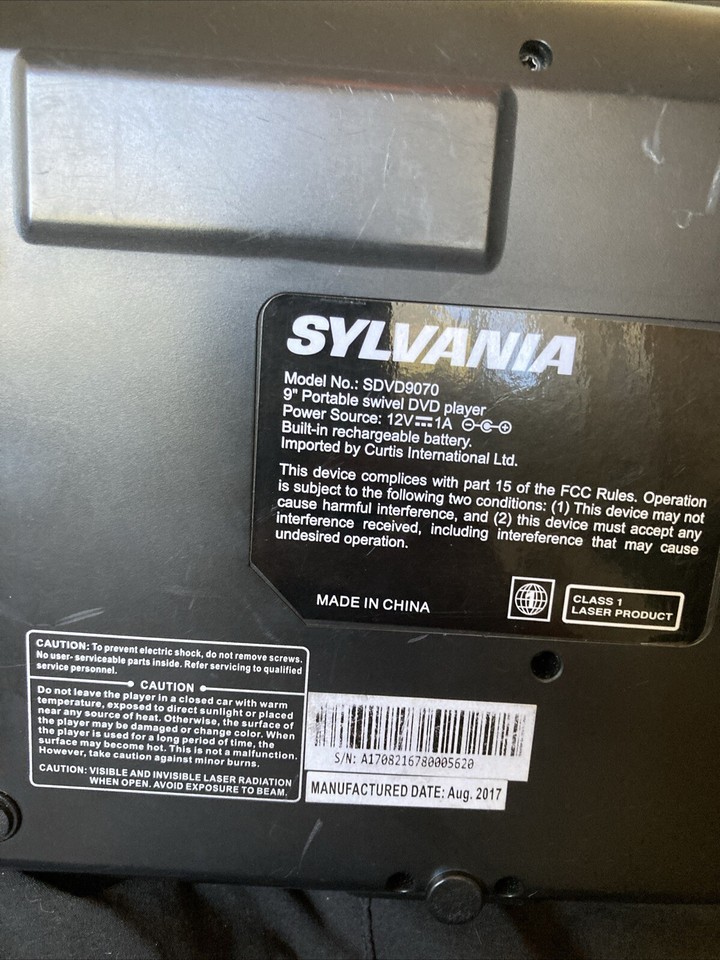 SYLVANIA
Model No.: SDVD9070
9" Portable swivel DVD player
Power Source: 12V⎓1A
Built-in rechargeable battery.
Imported by Curtis International Ltd.
This device complices with part 15 of the FCC Rules. Operation
is subject to the following two conditions: (1) This device may not
cause harmful interference, and (2) this device must accept any
interference received, including intereference that may cause
undesired operation.
MADE IN CHINA
1
CLASS 1
LASER PRODUCT
CAUTION: To prevent electric shock, do not remove screws.
No user- serviceable parts inside. Refer servicing to qualified
service personnel.
CAUTION
Do not leave the player in a closed car with warm
temperature, exposed to direct sunlight or placed
near any source of heat. Otherwise, the surface of
the player may be damaged or change color. When
the player is used for a long period of time, the
surface may become hot. This is not a malfunction.
However, take caution against minor burns.
CAUTION: VISIBLE AND INVISIBLE LASER RADIATION
WHEN OPEN. AVOID EXPOSURE TO BEAM.
S/N: A1708216780005620
MANUFACTURED DATE: Aug. 2017